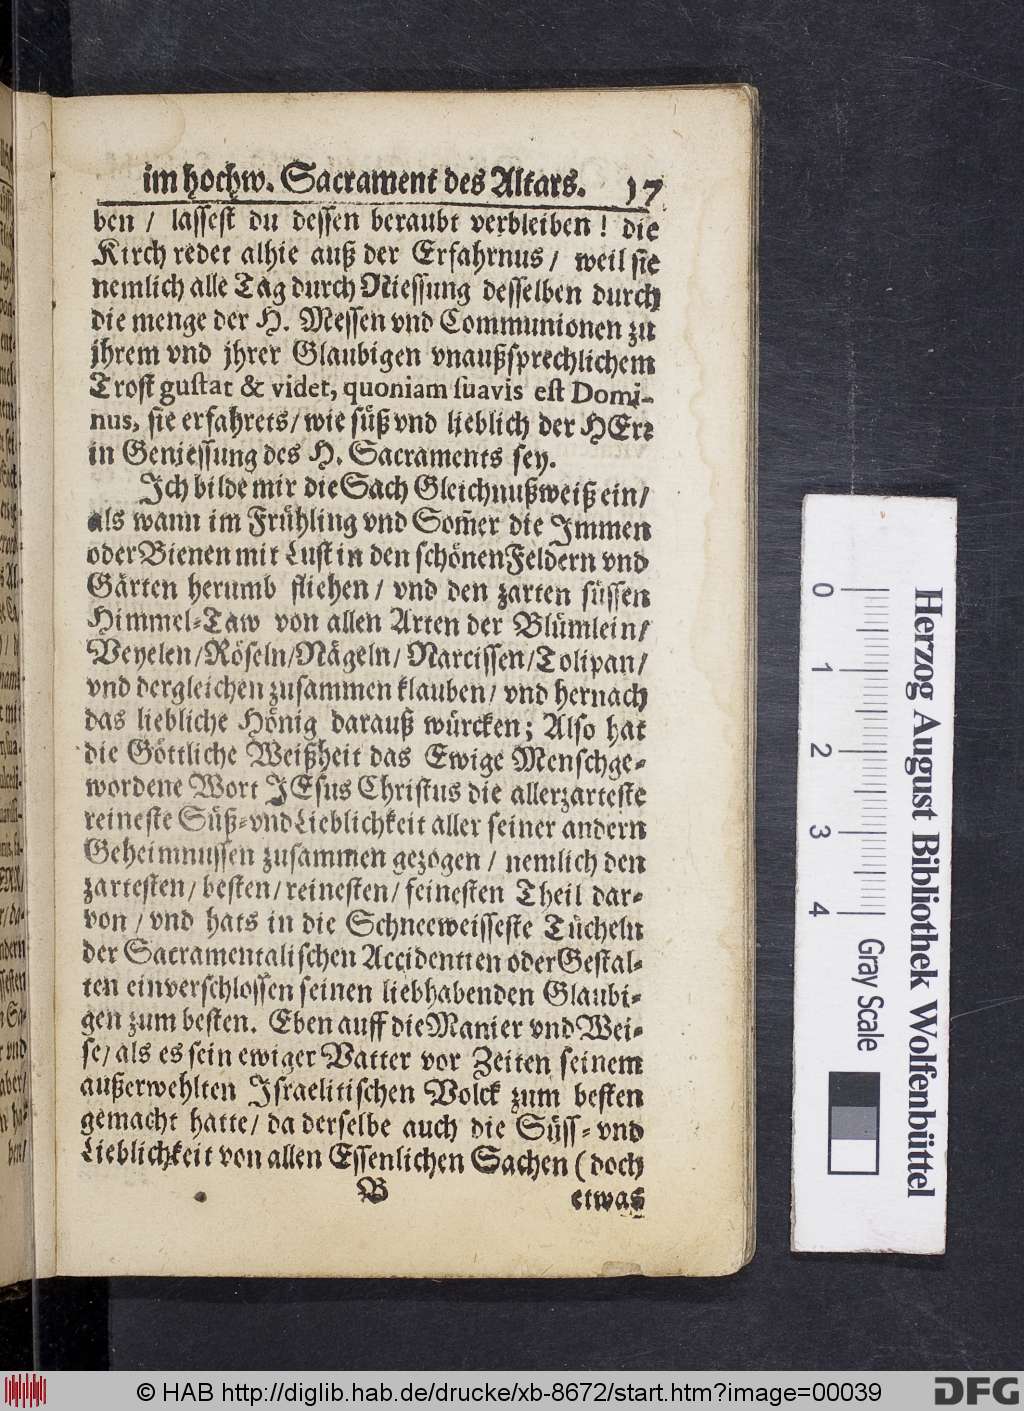 im hochw. Sacrament des Altars. 17
ben / lassest du dessen beraubt verbleiben! die
Kirch redet alhie auß der Erfahrnus / weil sie
nemlich alle Tag durch Niessung desselben durch
die menge der H. Messen vnd Communionen zu
jhrem vnd jhrer Glaubigen vnaußsprechlichem
Trost gustat & videt, quoniam suavis est Domi-
nus, sie erfahrets / wie süß vnd lieblich der HErr
in Geniessung des H. Sacraments sey.
Ich bilde mir die Sach Gleichnußweiß ein /
als wann im Frühling vnd Som̄er die Immen
oder Bienen mit Lust in den schönen Feldern vnd
Gärten herumb fliehen / vnd den zarten süssen
Himmel-Taw von allen Arten der Blümlein /
Veyelen / Röseln / Nägeln / Narcissen / Tolipan /
vnd dergleichen zusammen klauben / vnd hernach
das liebliche Hönig darauß würcken; Also hat
die Göttliche Weißheit das Ewige Menschge-
wordene Wort JEsus Christus die allerzarteste
reineste Süß- vnd Lieblichkeit aller seiner andern
Geheimnussen zusammen gezogen / nemlich den
zartesten / besten / reinesten / feinesten Theil dar-
von / vnd hats in die Schneeweisseste Tücheln
der Sacramentalischen Accidentien oder Gestal-
ten einverschlossen seinen liebhabenden Glaubi-
gen zum besten. Eben auff die Manier vnd Wei-
se / als es sein ewiger Vatter vor Zeiten seinem
außerwehlten Israelitischen Volck zum besten
gemacht hatte / da derselbe auch die Süss- vnd
Lieblichkeit von allen Essenlichen Sachen (doch
B etwas
0 1 2 3 4 Gray Scale
Herzog August Bibliothek Wolfenbüttel
© HAB http://diglib.hab.de/drucke/xb-8672/start.htm?image=00039
DFG